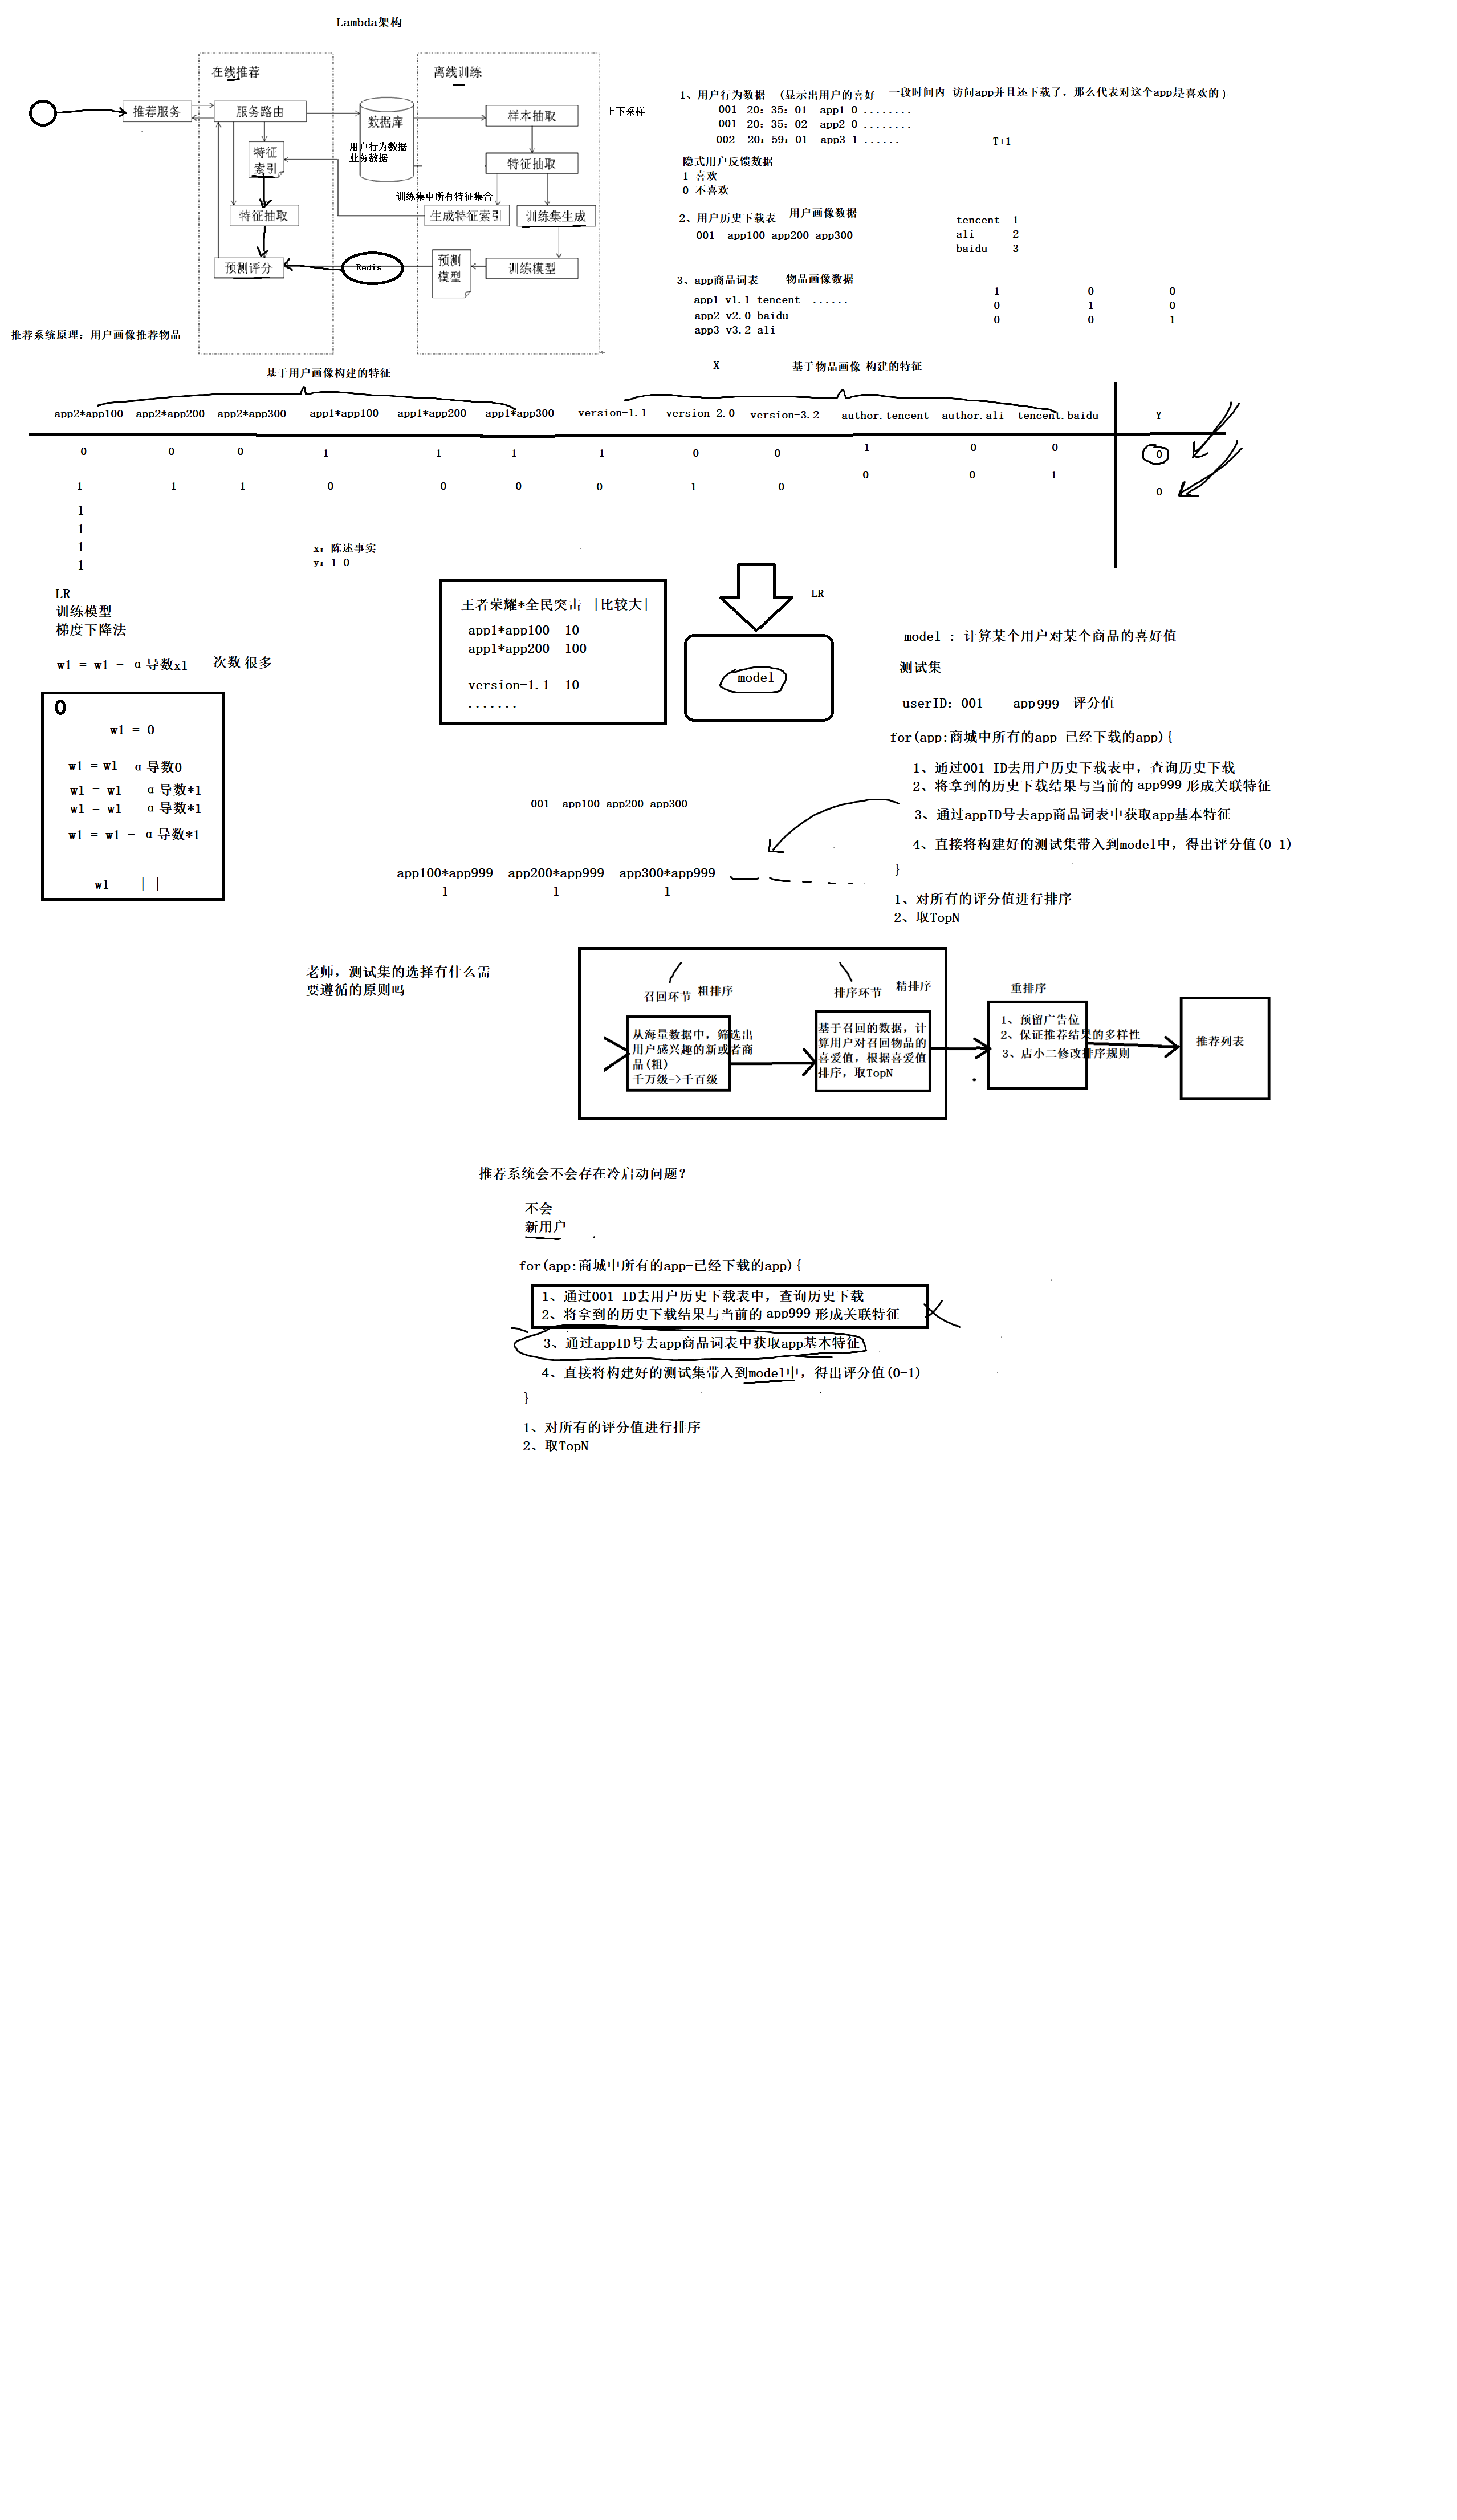 Lambda架构
在线推荐
离线训练
推荐服务
服务路由
数据库
用户行为数据
业务数据
样本抽取
上下采样
特征
索引
特征抽取
训练集中所有特征集合
特征抽取
生成特征索引
训练集生成
预测评分
Redis
预测
模型
训练模型
推荐系统原理：用户画像推荐物品
1、用户行为数据 （显示出用户的喜好 一段时间内 访问app并且还下载了，那么代表对这个app是喜欢的）
001 20：35：01 app1 0 ........
001 20：35：02 app2 0 ........
002 20：59：01 app3 1 ......
T+1
隐式用户反馈数据
1 喜欢
0 不喜欢
2、用户历史下载表 用户画像数据
001 app100 app200 app300
tencent 1
ali 2
baidu 3
3、app商品词表 物品画像数据
app1 v1.1 tencent ......
app2 v2.0 baidu
app3 v3.2 ali
1 0 0
0 1 0
0 0 1
基于用户画像构建的特征
X
基于物品画像 构建的特征
app2*app100 app2*app200 app2*app300 app1*app100 app1*app200 app1*app300 version-1.1 version-2.0 version-3.2 author.tencent author.ali tencent.baidu Y
0 0 0 1 1 1 1 0 0 1 0 0 0
1 1 1 0 0 0 0 1 0 0 0 1 0
1
1
1
1
x：陈述事实
y：1 0
LR
训练模型
梯度下降法
w1 = w1 - α 导数x1 次数 很多
w1 = 0
w1 = w1 - α 导数0
w1 = w1 - α 导数*1
w1 = w1 - α 导数*1
w1 = w1 - α 导数*1
w1 | |
王者荣耀*全民突击 |比较大|
app1*app100 10
app1*app200 100
version-1.1 10
.......
LR
model
model : 计算某个用户对某个商品的喜好值
测试集
userID：001 app999 评分值
for(app:商城中所有的app-已经下载的app){
1、通过001 ID去用户历史下载表中，查询历史下载
2、将拿到的历史下载结果与当前的 app999 形成关联特征
3、通过appID号去app商品词表中获取app基本特征
4、直接将构建好的测试集带入到model中，得出评分值(0-1)
}
1、对所有的评分值进行排序
2、取TopN
001 app100 app200 app300
app100*app999 app200*app999 app300*app999
1 1 1
老师，测试集的选择有什么需
要遵循的原则吗
召回环节 粗排序
从海量数据中，筛选出
用户感兴趣的新或者商
品(粗)
千万级->千百级
排序环节 精排序
基于召回的数据，计
算用户对召回物品的
喜爱值，根据喜爱值
排序，取TopN
重排序
1、预留广告位
2、保证推荐结果的多样性
3、店小二修改排序规则
推荐列表
推荐系统会不会存在冷启动问题？
不会
新用户
for(app:商城中所有的app-已经下载的app){
1、通过001 ID去用户历史下载表中，查询历史下载
2、将拿到的历史下载结果与当前的 app999 形成关联特征
3、通过appID号去app商品词表中获取app基本特征
4、直接将构建好的测试集带入到model中，得出评分值(0-1)
}
1、对所有的评分值进行排序
2、取TopN